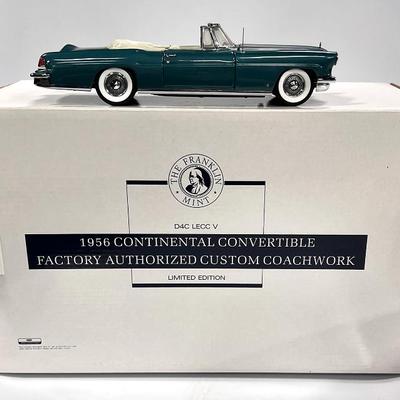 THE FRANKLIN
MINT
D4C LECC V
1956 CONTINENTAL CONVERTIBLE
FACTORY AUTHORIZED CUSTOM COACHWORK
LIMITED EDITION